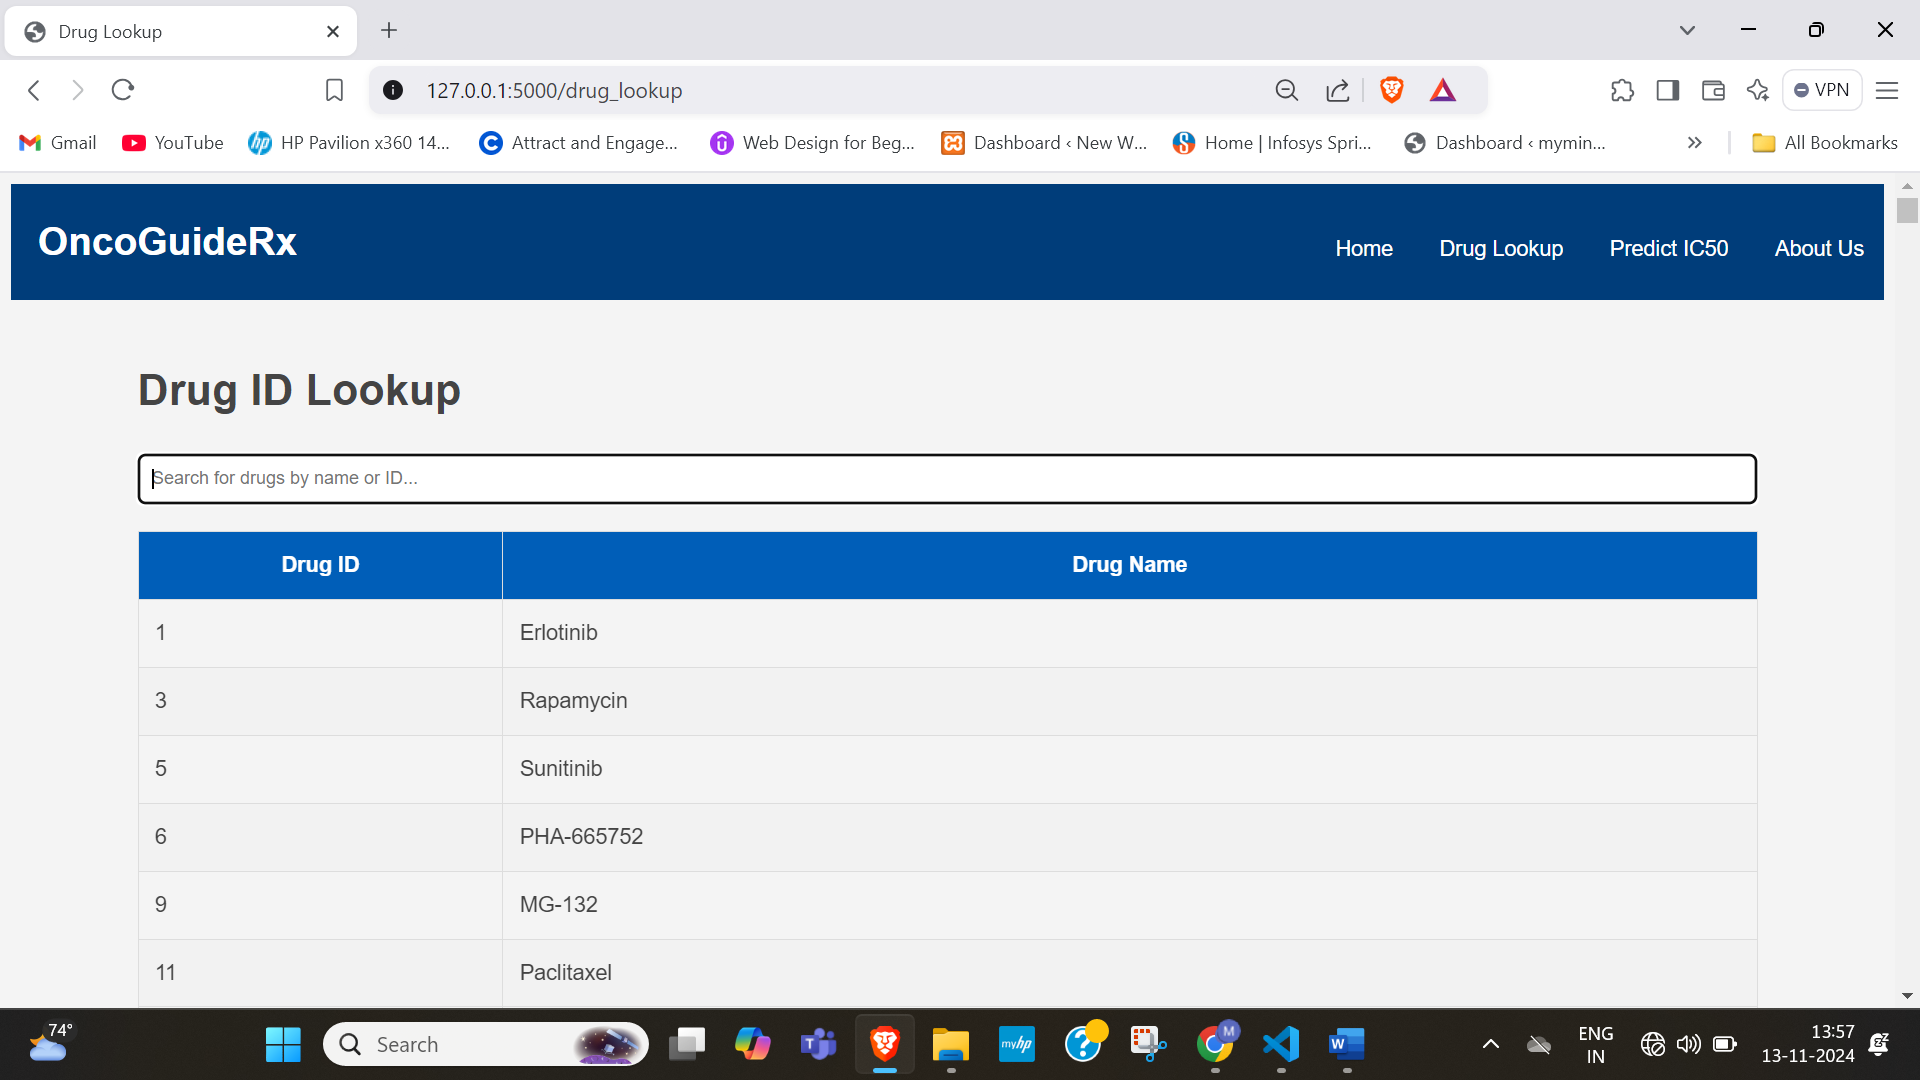 Drug Lookup
127.0.0.1:5000/drug_lookup
VPN
Gmail
YouTube
HP Pavilion x360 14...
Attract and Engage...
Web Design for Beg...
Dashboard ‹ New W...
Home | Infosys Spri...
Dashboard ‹ mymin...
All Bookmarks
OncoGuideRx
Home
Drug Lookup
Predict IC50
About Us
Drug ID Lookup
Search for drugs by name or ID...
Drug ID Drug Name
1 Erlotinib
3 Rapamycin
5 Sunitinib
6 PHA-665752
9 MG-132
11 Paclitaxel
74°
Search
myhp
M
ENG
IN
13:57
13-11-2024